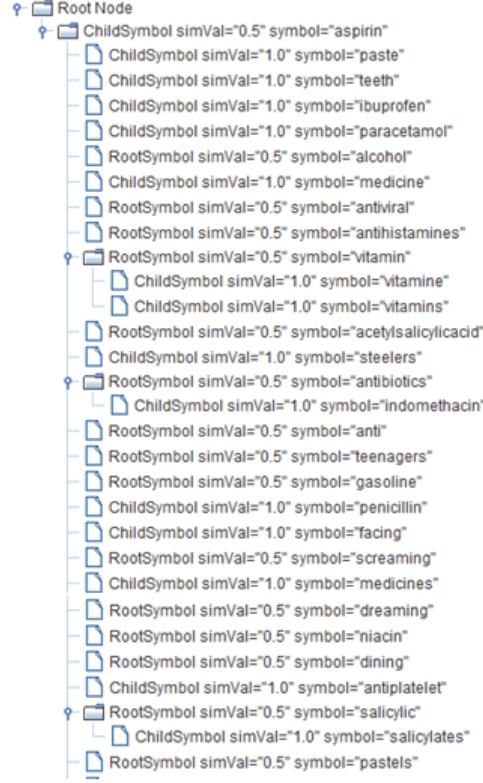 Root Node
ChildSymbol simVal="0.5" symbol="aspirin"
ChildSymbol simVal="1.0" symbol="paste"
ChildSymbol simVal="1.0" symbol="teeth"
ChildSymbol simVal="1.0" symbol="ibuprofen"
ChildSymbol simVal="1.0" symbol="paracetamol"
RootSymbol simVal="0.5" symbol="alcohol"
ChildSymbol simVal="1.0" symbol="medicine"
RootSymbol simVal="0.5" symbol="antiviral"
RootSymbol simVal="0.5" symbol="antihistamines"
RootSymbol simVal="0.5" symbol="vitamin"
ChildSymbol simVal="1.0" symbol="vitamine"
ChildSymbol simVal="1.0" symbol="vitamins"
RootSymbol simVal="0.5" symbol="acetylsalicylicacid"
ChildSymbol simVal="1.0" symbol="steelers"
RootSymbol simVal="0.5" symbol="antibiotics"
ChildSymbol simVal="1.0" symbol="indomethacin"
RootSymbol simVal="0.5" symbol="anti"
RootSymbol simVal="0.5" symbol="teenagers"
RootSymbol simVal="0.5" symbol="gasoline"
ChildSymbol simVal="1.0" symbol="penicillin"
ChildSymbol simVal="1.0" symbol="facing"
RootSymbol simVal="0.5" symbol="screaming"
ChildSymbol simVal="1.0" symbol="medicines"
RootSymbol simVal="0.5" symbol="dreaming"
RootSymbol simVal="0.5" symbol="niacin"
RootSymbol simVal="0.5" symbol="dining"
ChildSymbol simVal="1.0" symbol="antiplatelet"
RootSymbol simVal="0.5" symbol="salicylic"
ChildSymbol simVal="1.0" symbol="salicylates"
RootSymbol simVal="0.5" symbol="pastels"